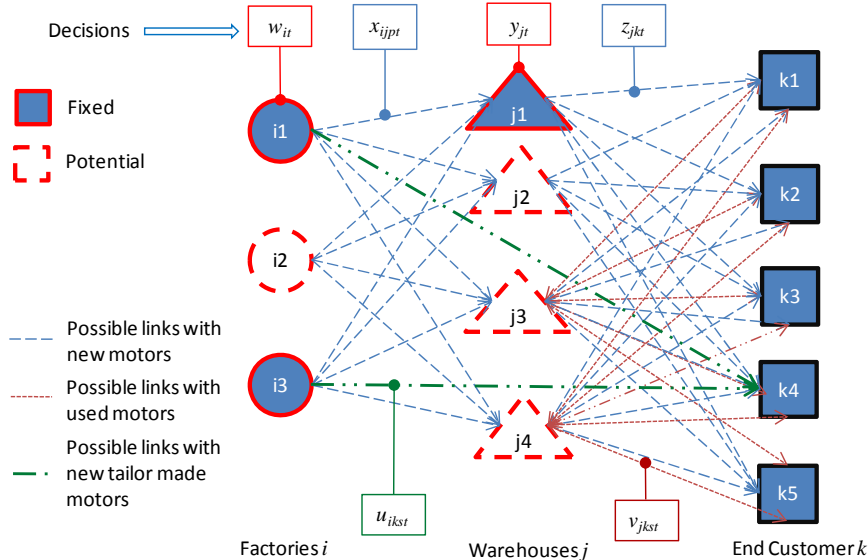 Decisions
w_it
x_ijpt
y_jt
z_jkt
Fixed
Potential
i1
i2
i3
j1
j2
j3
j4
k1
k2
k3
k4
k5
Possible links with
new motors
Possible links with
used motors
Possible links with
new tailor made
motors
u_ikst
v_jkst
Factories i
Warehouses j
End Customer k